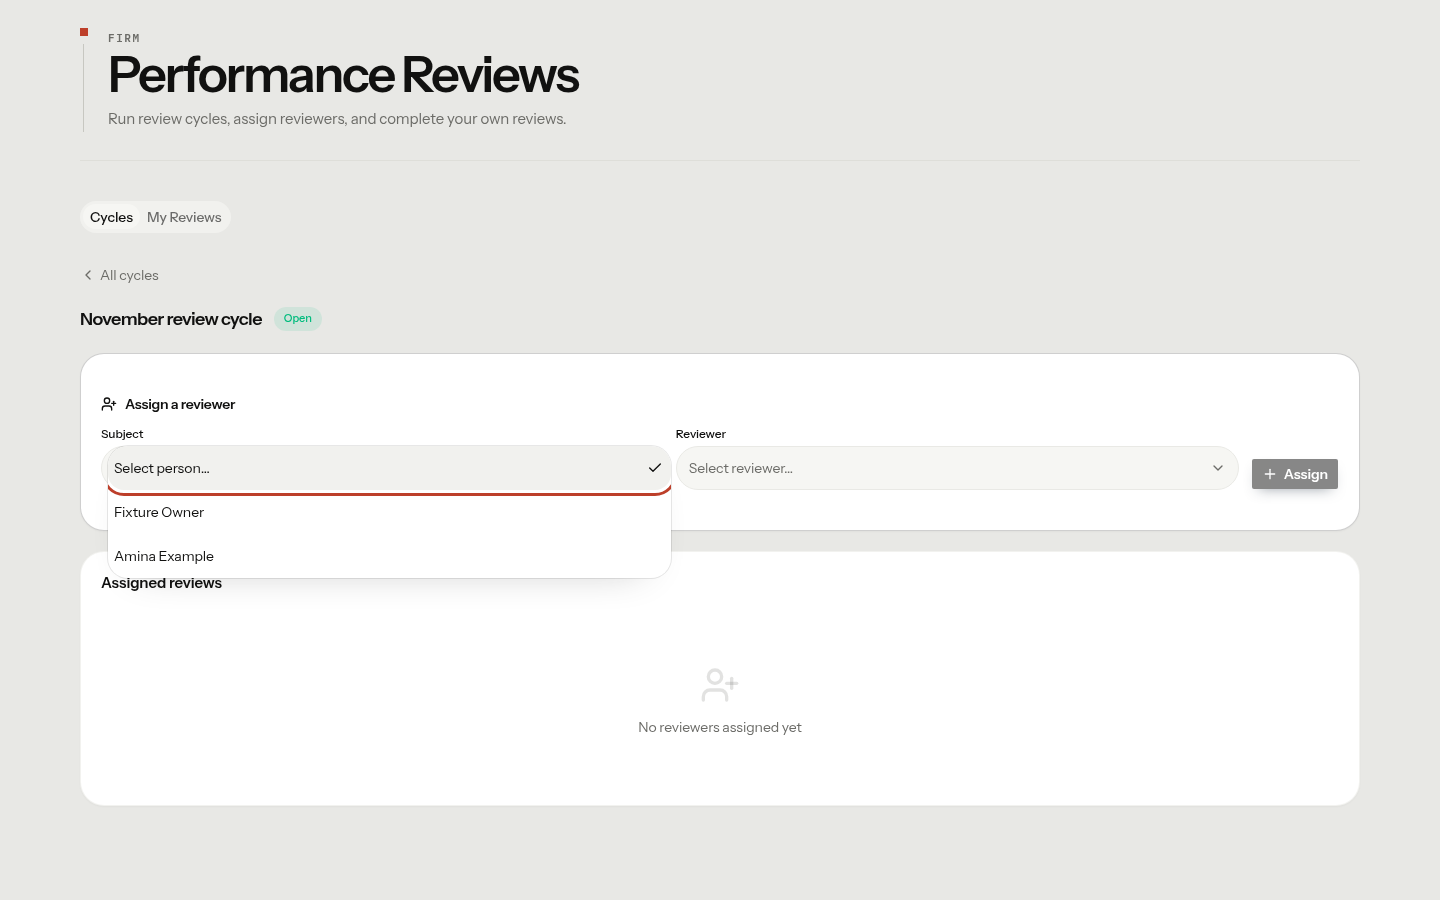 FIRM
Performance Reviews
Run review cycles, assign reviewers, and complete your own reviews.
Cycles My Reviews
All cycles
November review cycle Open
Assign a reviewer
Subject Reviewer
Select person... Select reviewer... Assign
Fixture Owner
Amina Example
Assigned reviews
No reviewers assigned yet